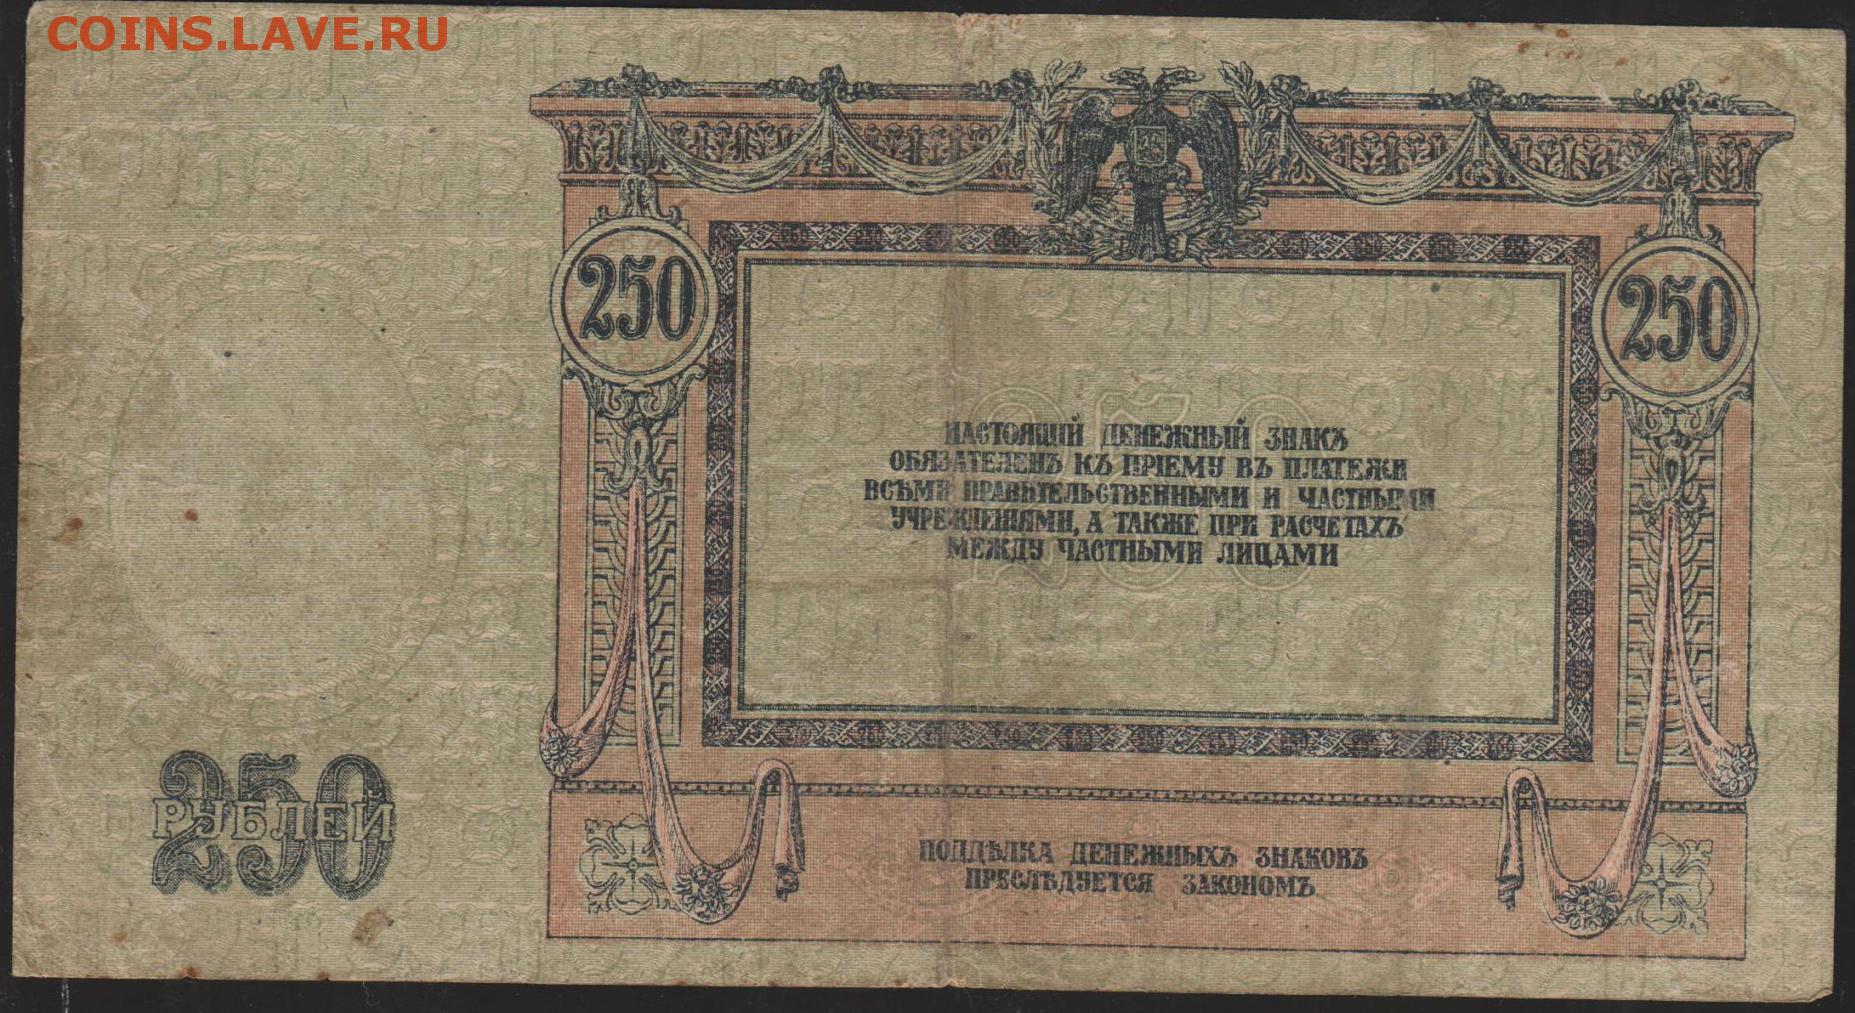 COINS.LAVE.RU
250
250
НАСТОЯЩІЙ ДЕНЕЖНЫЙ ЗНАКЪ
ОБЯЗАТЕЛЕНЪ КЪ ПРІЕМУ ВЪ ПЛАТЕЖИ
ВСѢМИ ПРАВИТЕЛЬСТВЕННЫМИ И ЧАСТНЫМИ
УЧРЕЖДЕНІЯМИ, А ТАКЖЕ ПРИ РАСЧЕТАХЪ
МЕЖДУ ЧАСТНЫМИ ЛИЦАМИ
250
250
РУБЛЕЙ
ПОДДѢЛКА ДЕНЕЖНЫХЪ ЗНАКОВЪ
ПРЕСЛѢДУЕТСЯ ЗАКОНОМЪ